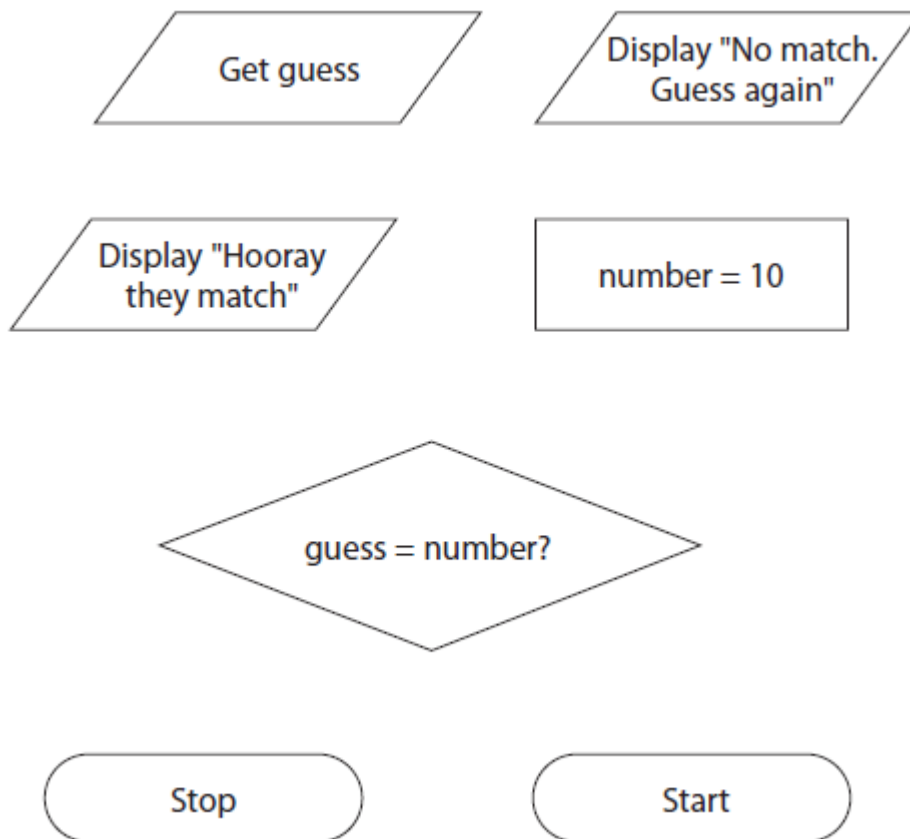 Get guess
Display "No match.
Guess again"
Display "Hooray
they match"
number = 10
guess = number?
Stop
Start